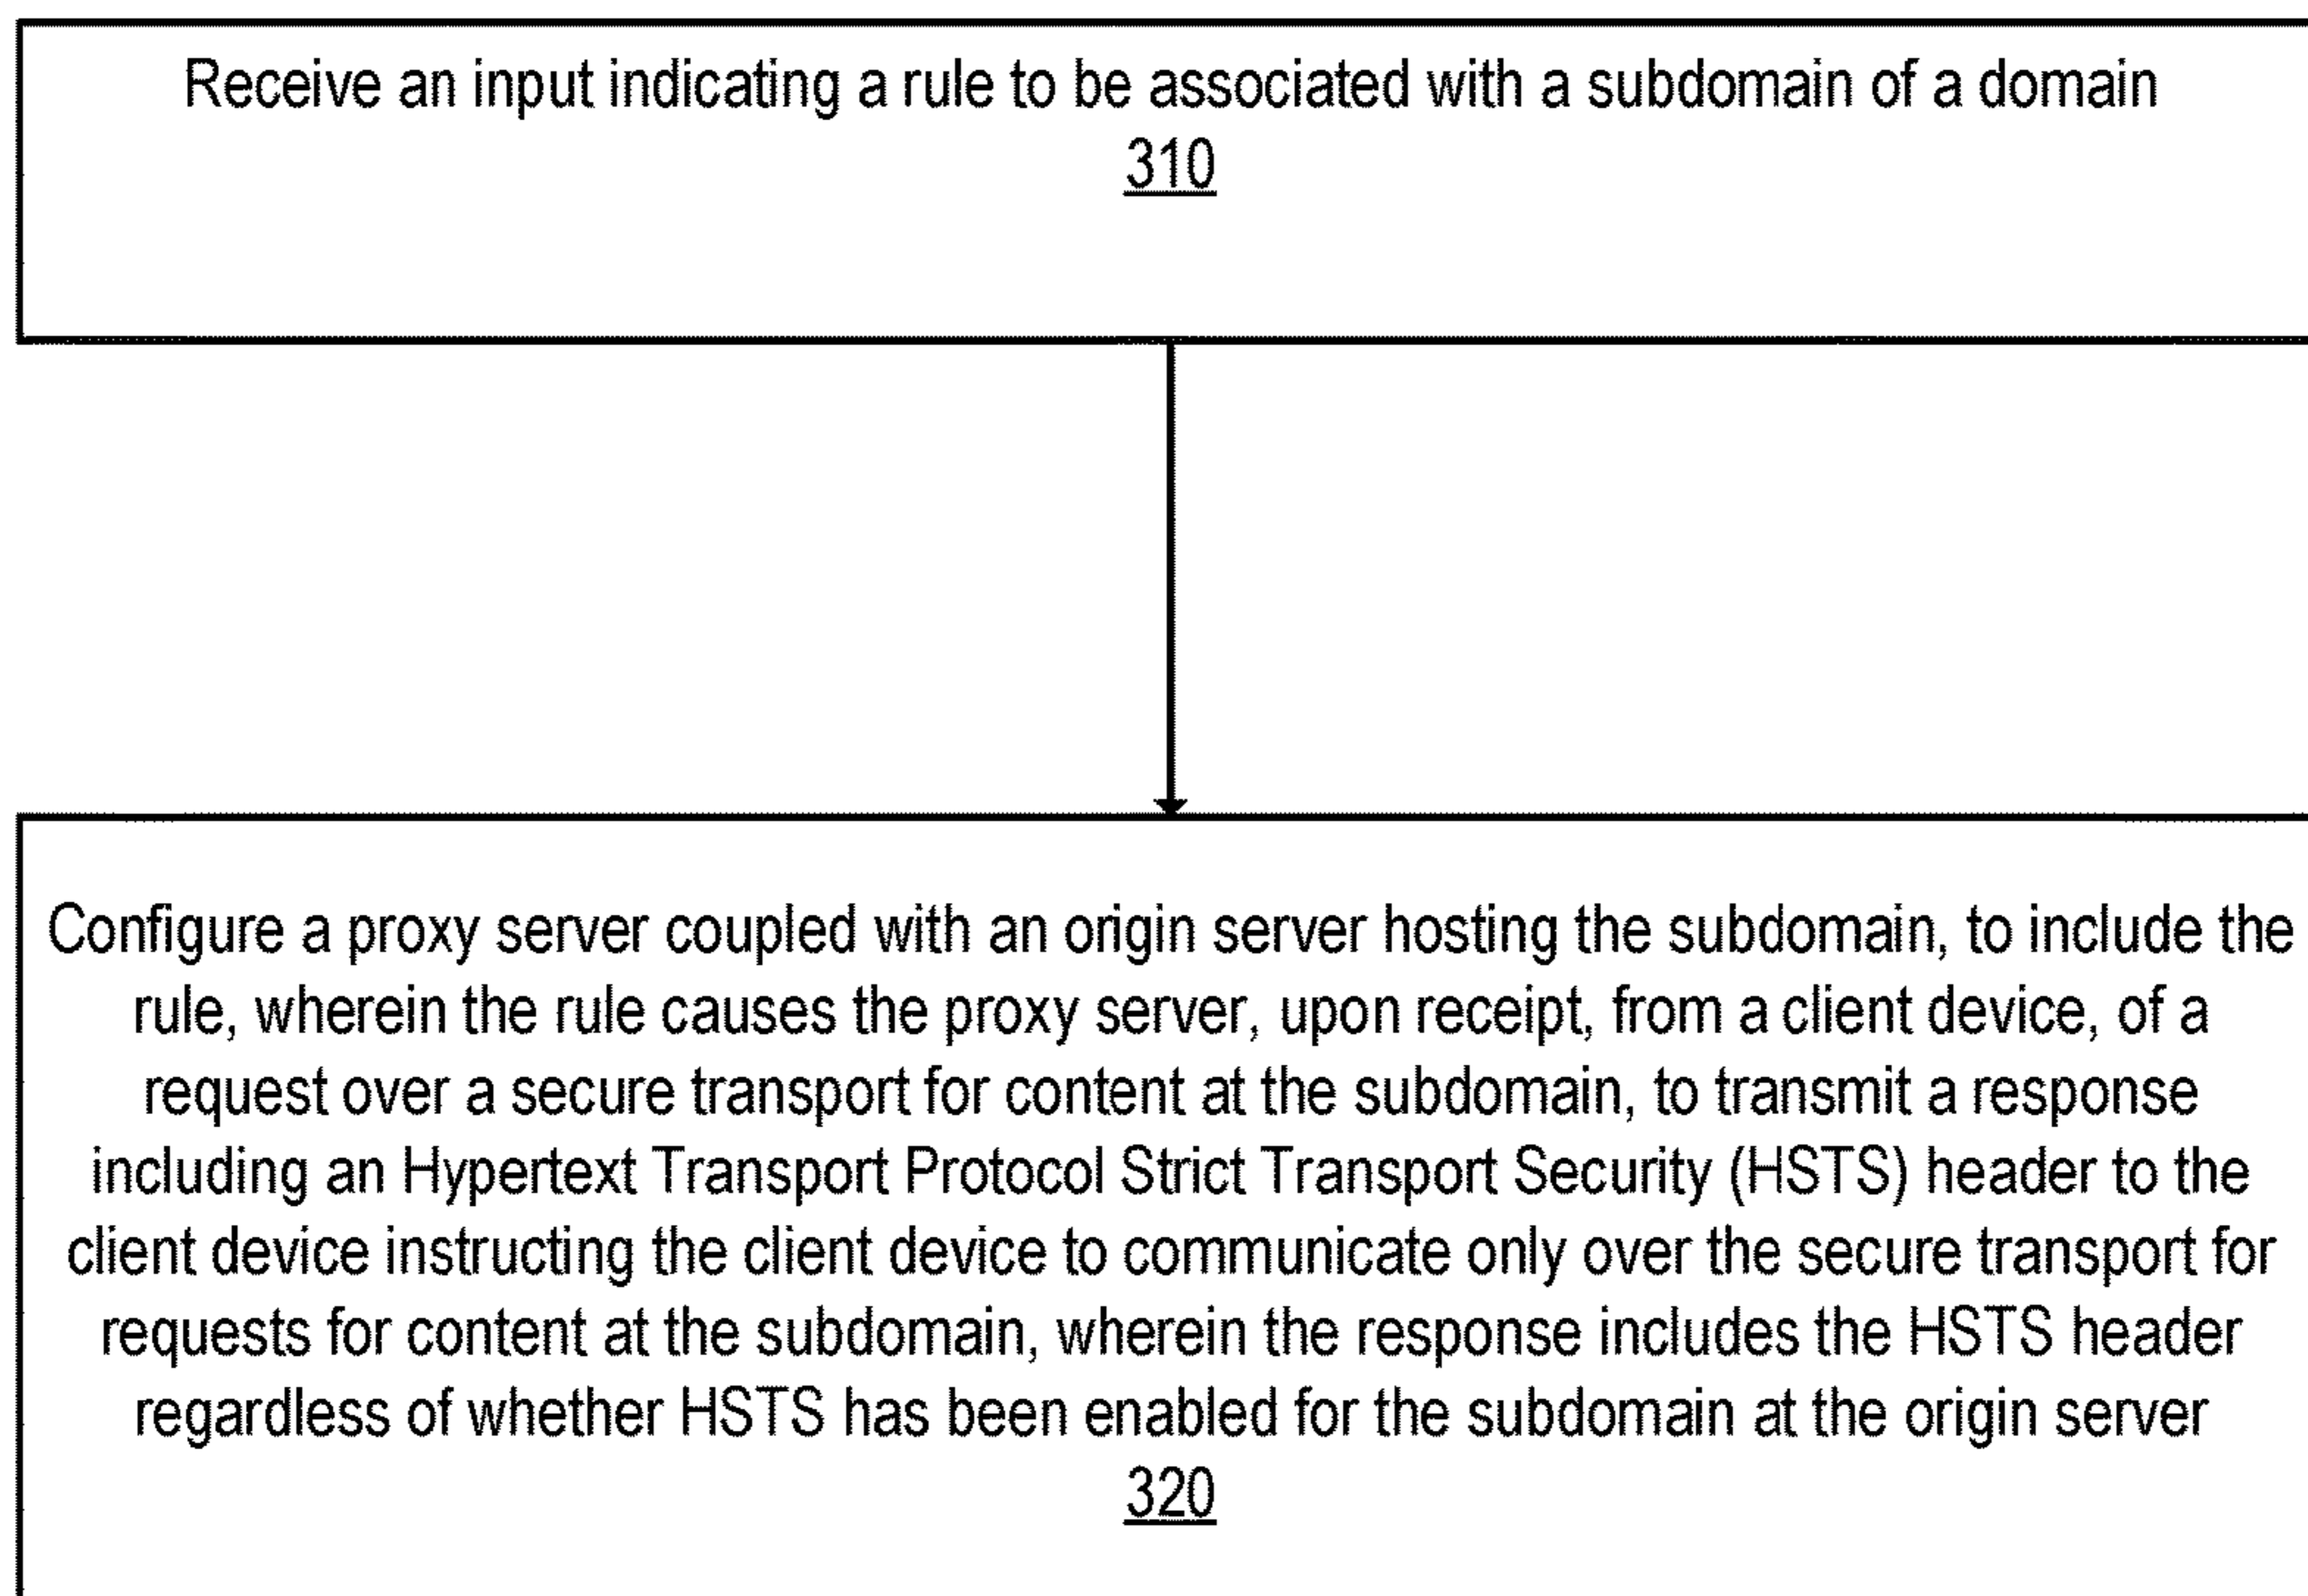 Receive an input indicating a rule to be associated with a subdomain of a domain
310
Configure a proxy server coupled with an origin server hosting the subdomain, to include the
rule, wherein the rule causes the proxy server, upon receipt, from a client device, of a
request over a secure transport for content at the subdomain, to transmit a response
including an Hypertext Transport Protocol Strict Transport Security (HSTS) header to the
client device instructing the client device to communicate only over the secure transport for
requests for content at the subdomain, wherein the response includes the HSTS header
regardless of whether HSTS has been enabled for the subdomain at the origin server
320